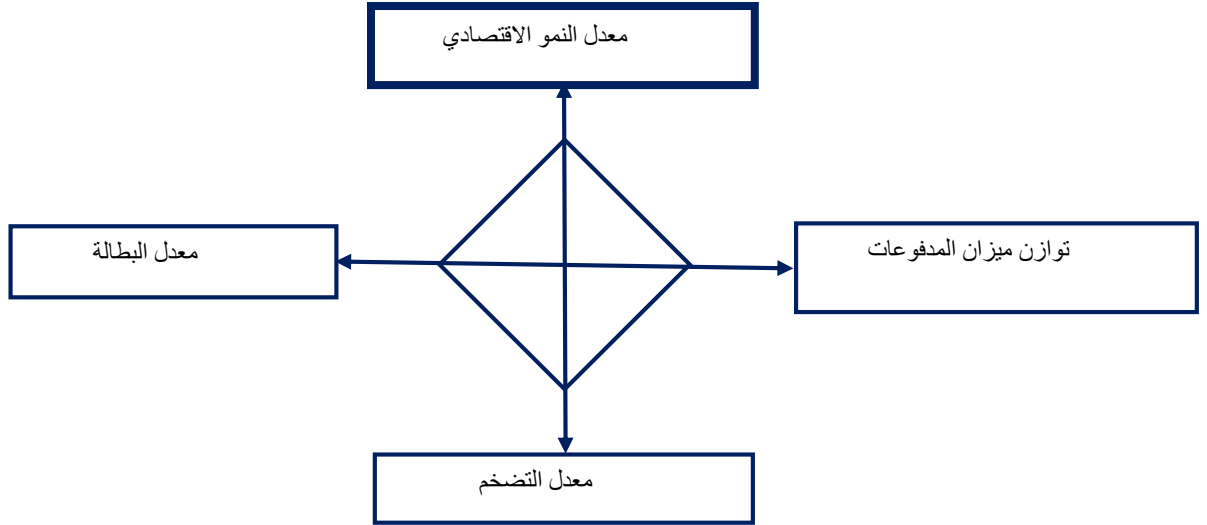 معدل النمو الاقتصادي
توازن ميزان المدفوعات
معدل البطالة
معدل التضخم